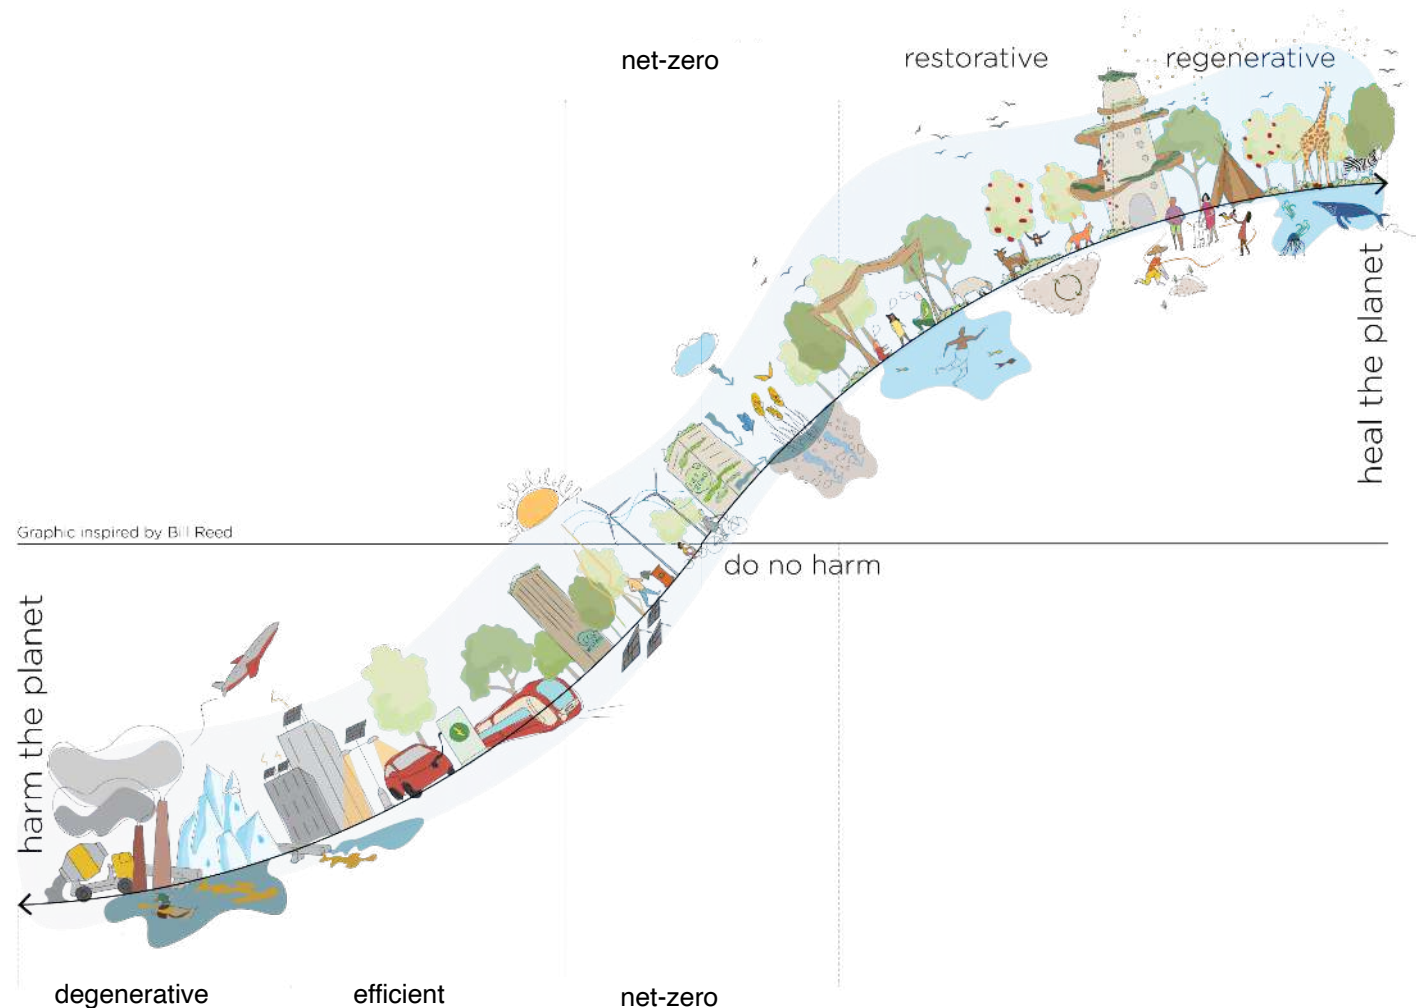 net-zero
restorative
regenerative
heal the planet
Graphic inspired by Bill Reed
do no harm
harm the planet
degenerative
efficient
net-zero